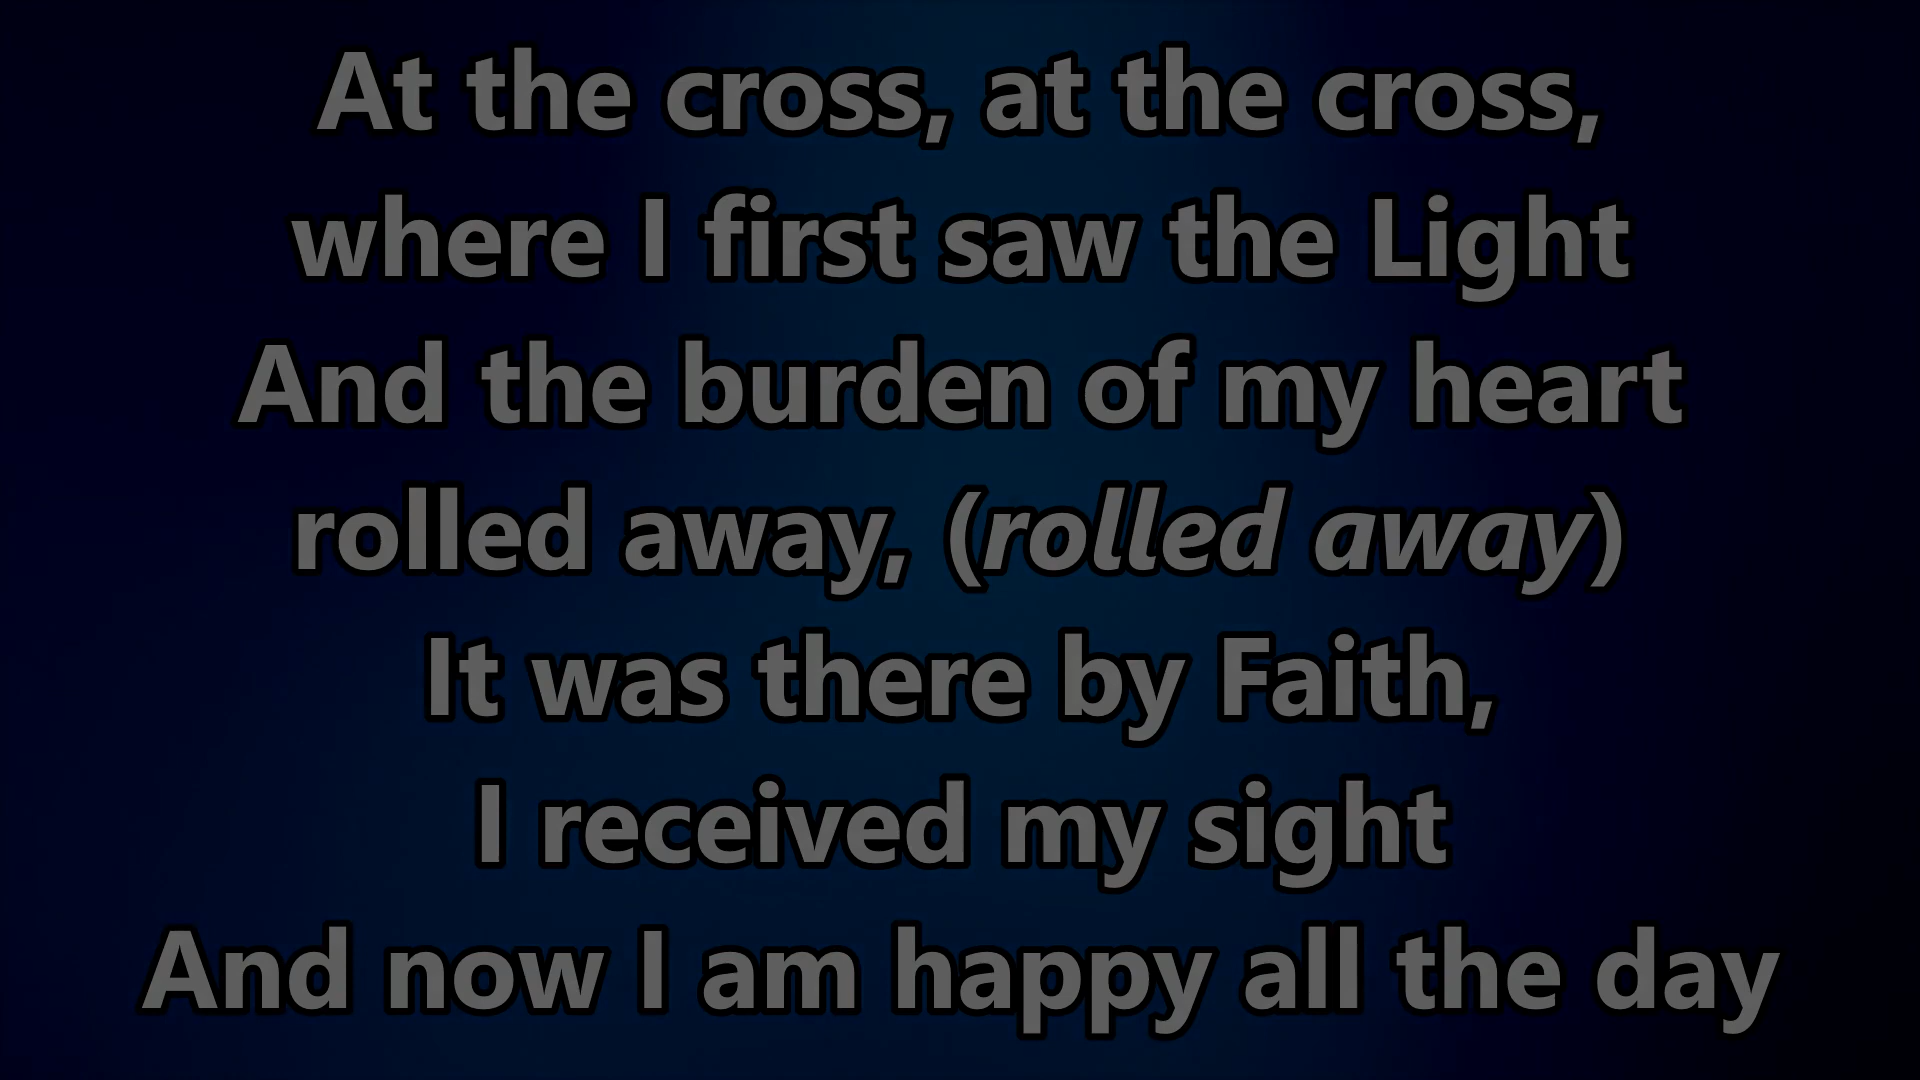 At the cross, at the cross,
where I first saw the Light
And the burden of my heart
rolled away, (rolled away)
It was there by Faith,
I received my sight
And now I am happy all the day